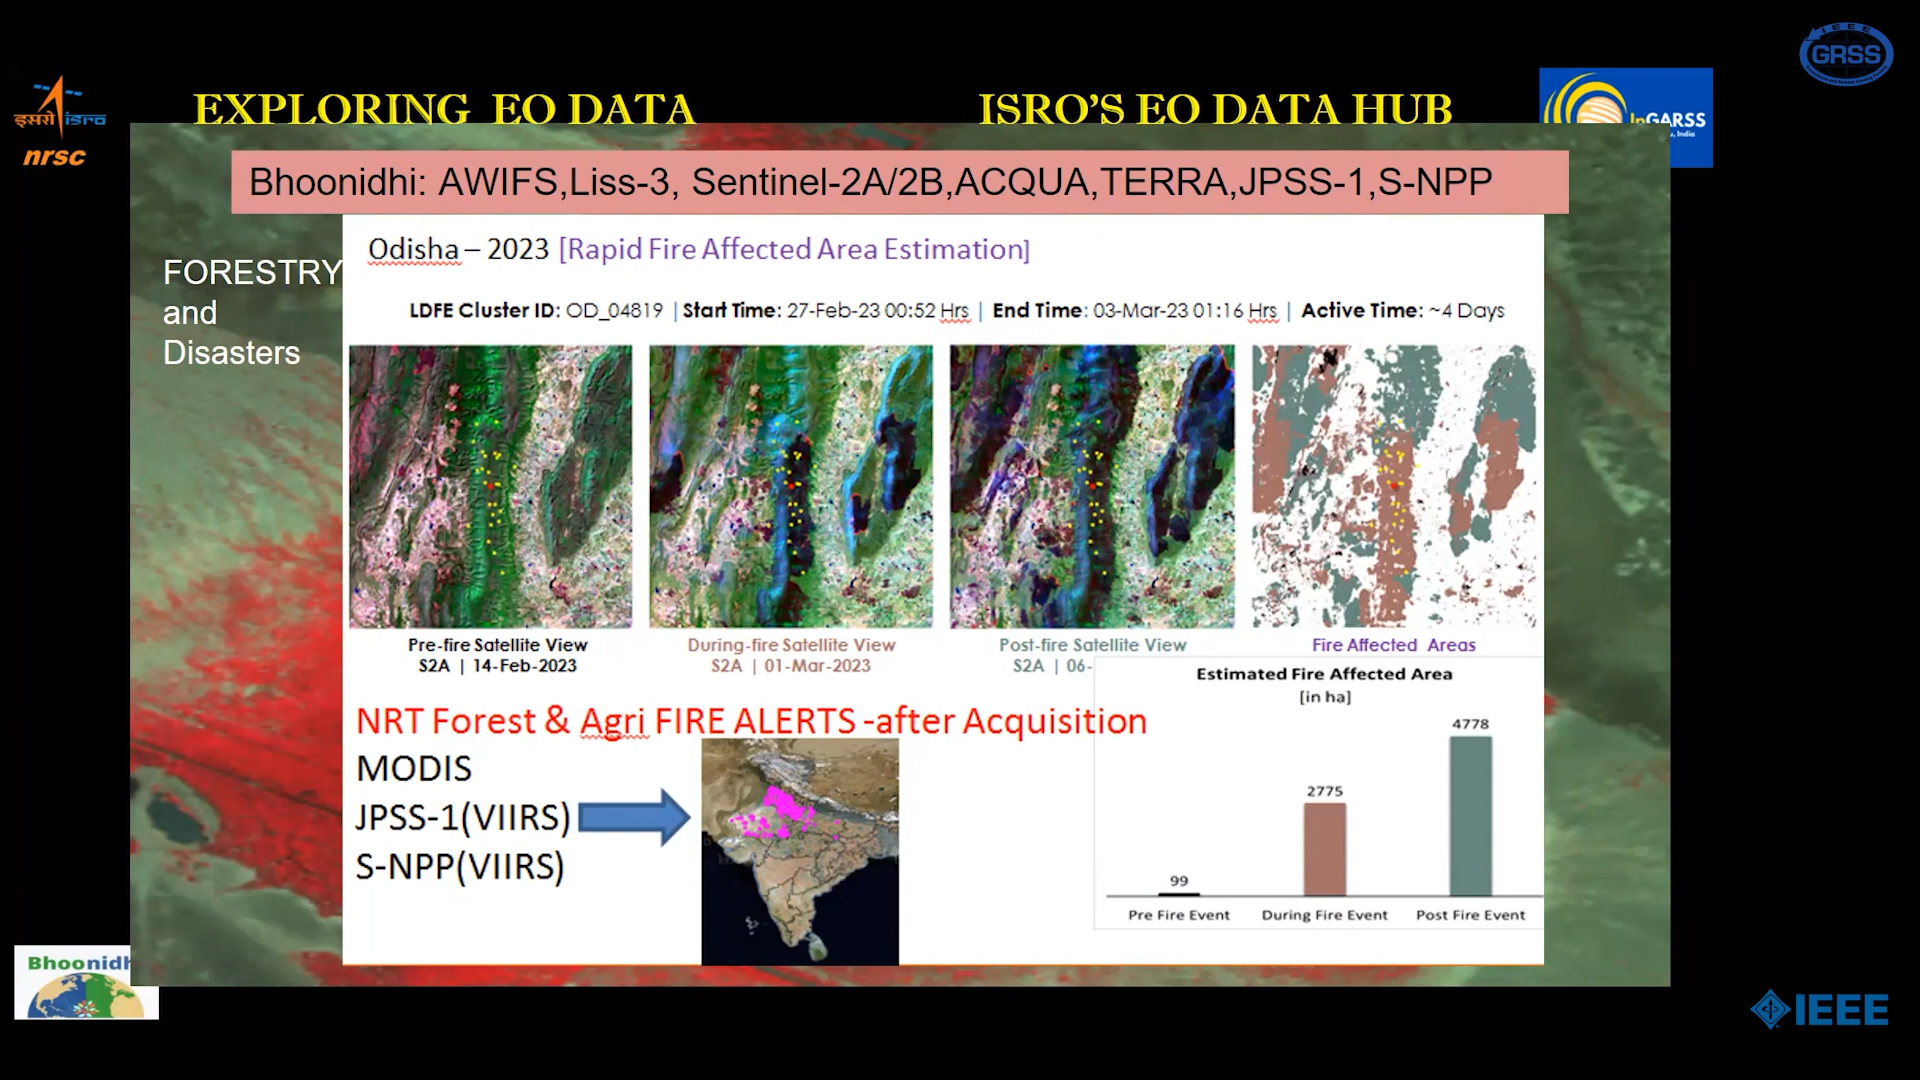 IEEE
GRSS
EXPLORING EO DATA
ISRO'S EO DATA HUB
इसरो isro
nrsc
InGARSS
, India
Bhoonidhi: AWIFS,Liss-3, Sentinel-2A/2B,ACQUA,TERRA,JPSS-1,S-NPP
FORESTRY
and
Disasters
Odisha – 2023 [Rapid Fire Affected Area Estimation]
LDFE Cluster ID: OD_04819 | Start Time: 27-Feb-23 00:52 Hrs | End Time: 03-Mar-23 01:16 Hrs | Active Time: ~4 Days
Pre-fire Satellite View
S2A | 14-Feb-2023
During-fire Satellite View
S2A | 01-Mar-2023
Post-fire Satellite View
S2A | 06-
Fire Affected Areas
Estimated Fire Affected Area
[in ha]
99
2775
4778
Pre Fire Event
During Fire Event
Post Fire Event
NRT Forest & Agri FIRE ALERTS -after Acquisition
MODIS
JPSS-1(VIIRS)
S-NPP(VIIRS)
Bhoonidh
IEEE